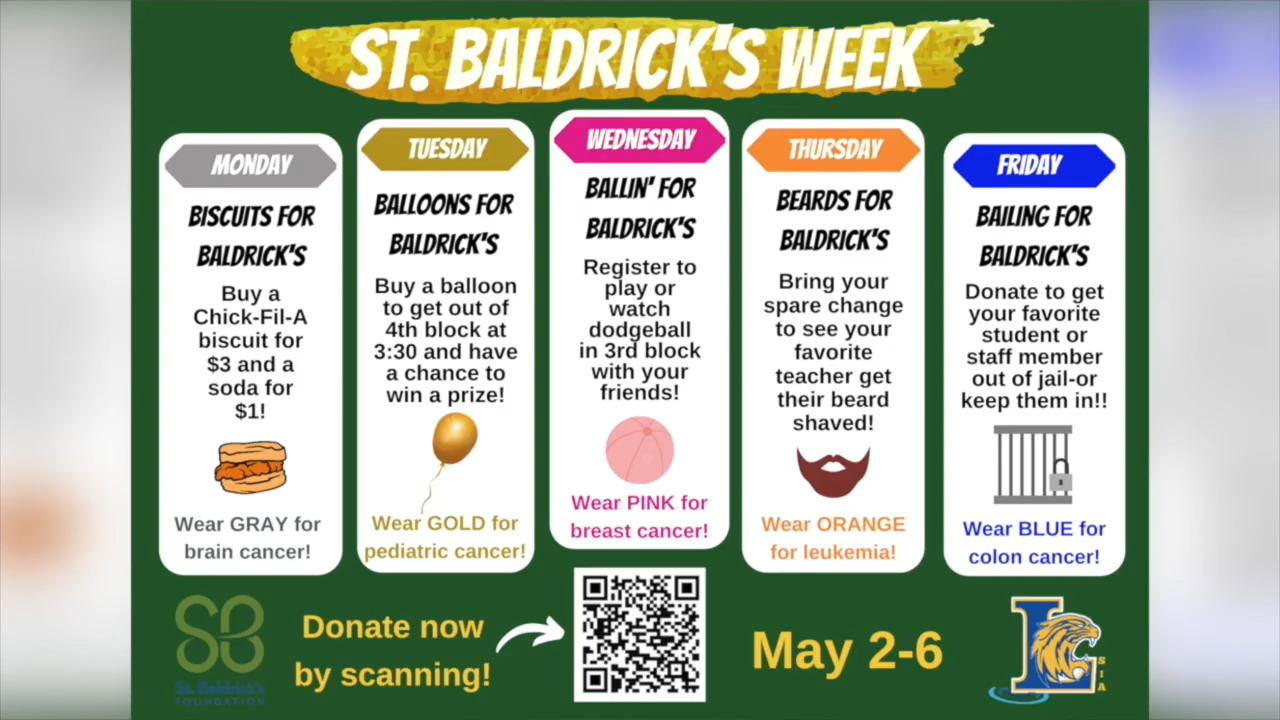 ST. BALDRICK'S WEEK
MONDAY
BISCUITS FOR
BALDRICK'S
Buy a
Chick-Fil-A
biscuit for
$3 and a
soda for
$1!
Wear GRAY for
brain cancer!
TUESDAY
BALLOONS FOR
BALDRICK'S
Buy a balloon
to get out of
4th block at
3:30 and have
a chance to
win a prize!
Wear GOLD for
pediatric cancer!
WEDNESDAY
BALLIN' FOR
BALDRICK'S
Register to
play or
watch
dodgeball
in 3rd block
with your
friends!
Wear PINK for
breast cancer!
THURSDAY
BEARDS FOR
BALDRICK'S
Bring your
spare change
to see your
favorite
teacher get
their beard
shaved!
Wear ORANGE
for leukemia!
FRIDAY
BAILING FOR
BALDRICK'S
Donate to get
your favorite
student or
staff member
out of jail-or
keep them in!!
Wear BLUE for
colon cancer!
SB
St. Baldrick's
FOUNDATION
Donate now
by scanning!
May 2-6
L
SIA